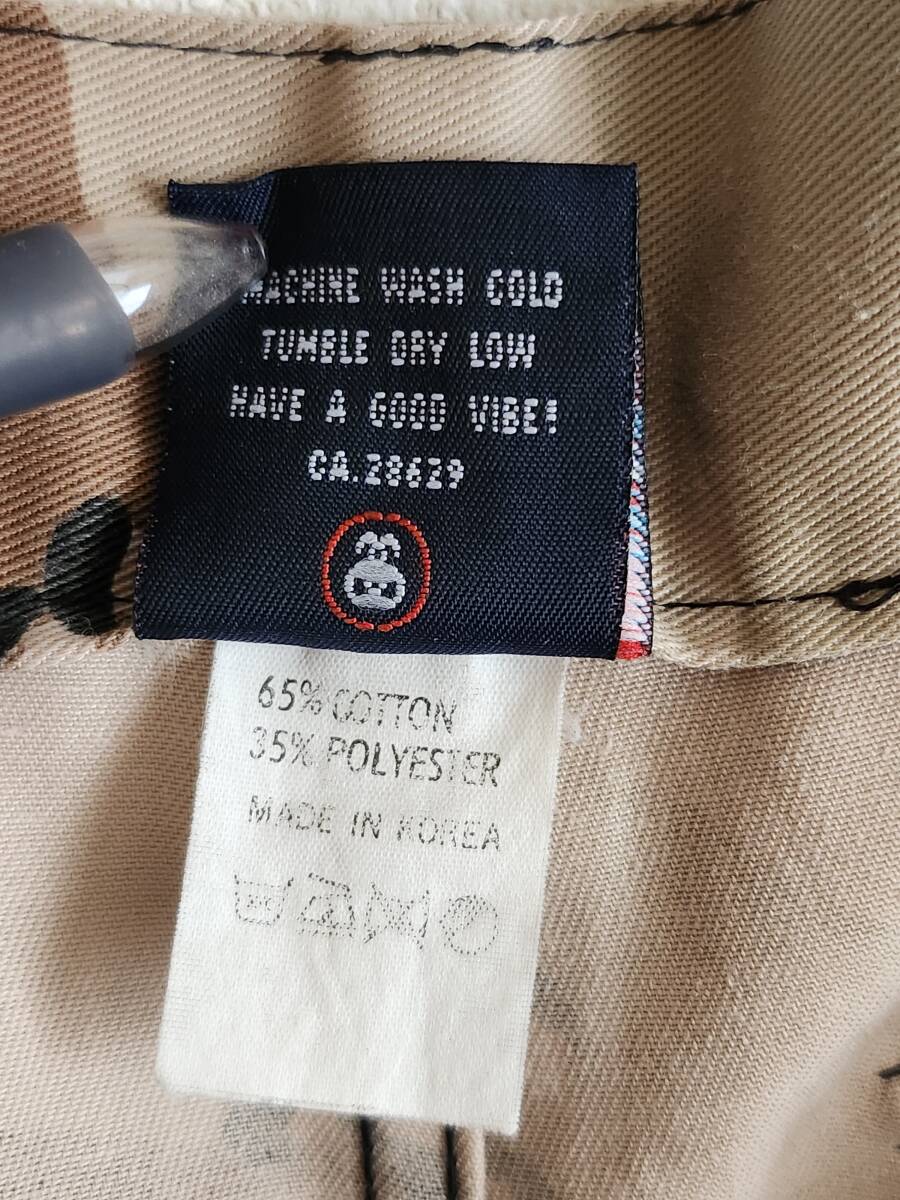 MACHINE WASH COLD
TUMBLE DRY LOW
HAVE A GOOD VIBE!
CA.28629
65% COTTON
35% POLYESTER
MADE IN KOREA